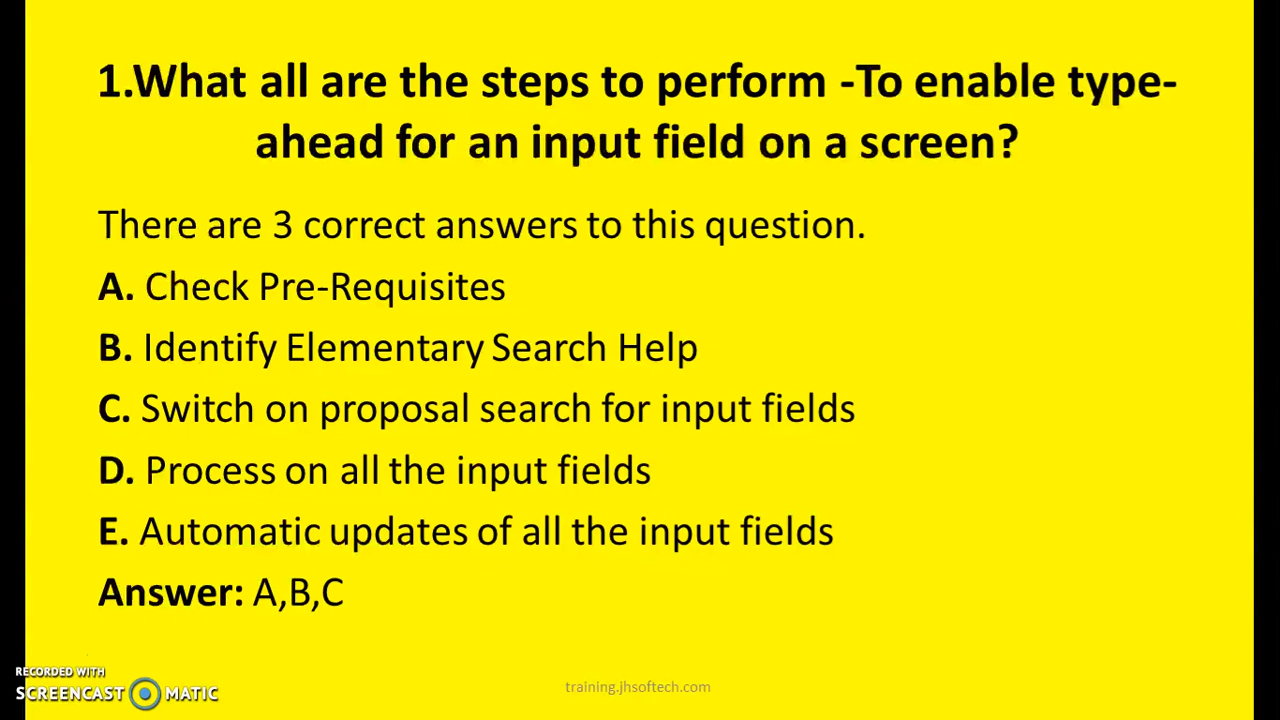 1.What all are the steps to perform -To enable type-
ahead for an input field on a screen?
There are 3 correct answers to this question.
A. Check Pre-Requisites
B. Identify Elementary Search Help
C. Switch on proposal search for input fields
D. Process on all the input fields
E. Automatic updates of all the input fields
Answer: A,B,C
RECORDED WITH
SCREENCAST MATIC
training.jhsoftech.com